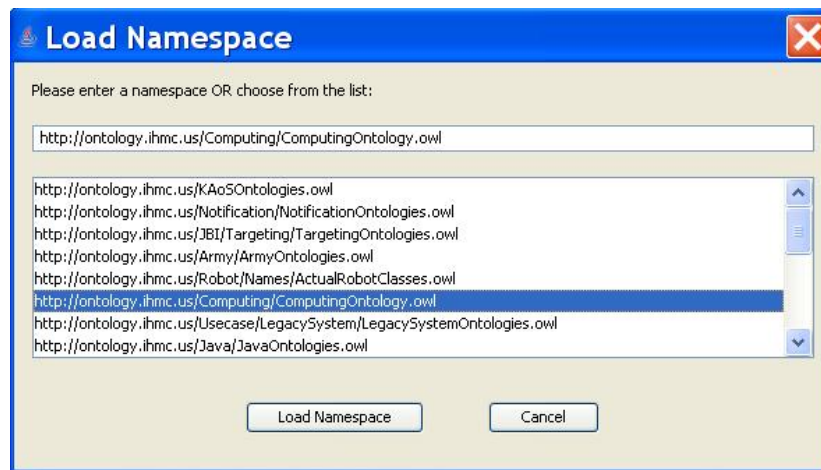 Load Namespace
Please enter a namespace OR choose from the list:
http://ontology.ihmc.us/Computing/ComputingOntology.owl
http://ontology.ihmc.us/KAoSOntologies.owl
http://ontology.ihmc.us/Notification/NotificationOntologies.owl
http://ontology.ihmc.us/JBI/Targeting/TargetingOntologies.owl
http://ontology.ihmc.us/Army/ArmyOntologies.owl
http://ontology.ihmc.us/Robot/Names/ActualRobotClasses.owl
http://ontology.ihmc.us/Computing/ComputingOntology.owl
http://ontology.ihmc.us/Usecase/LegacySystem/LegacySystemOntologies.owl
http://ontology.ihmc.us/Java/JavaOntologies.owl
Load Namespace Cancel